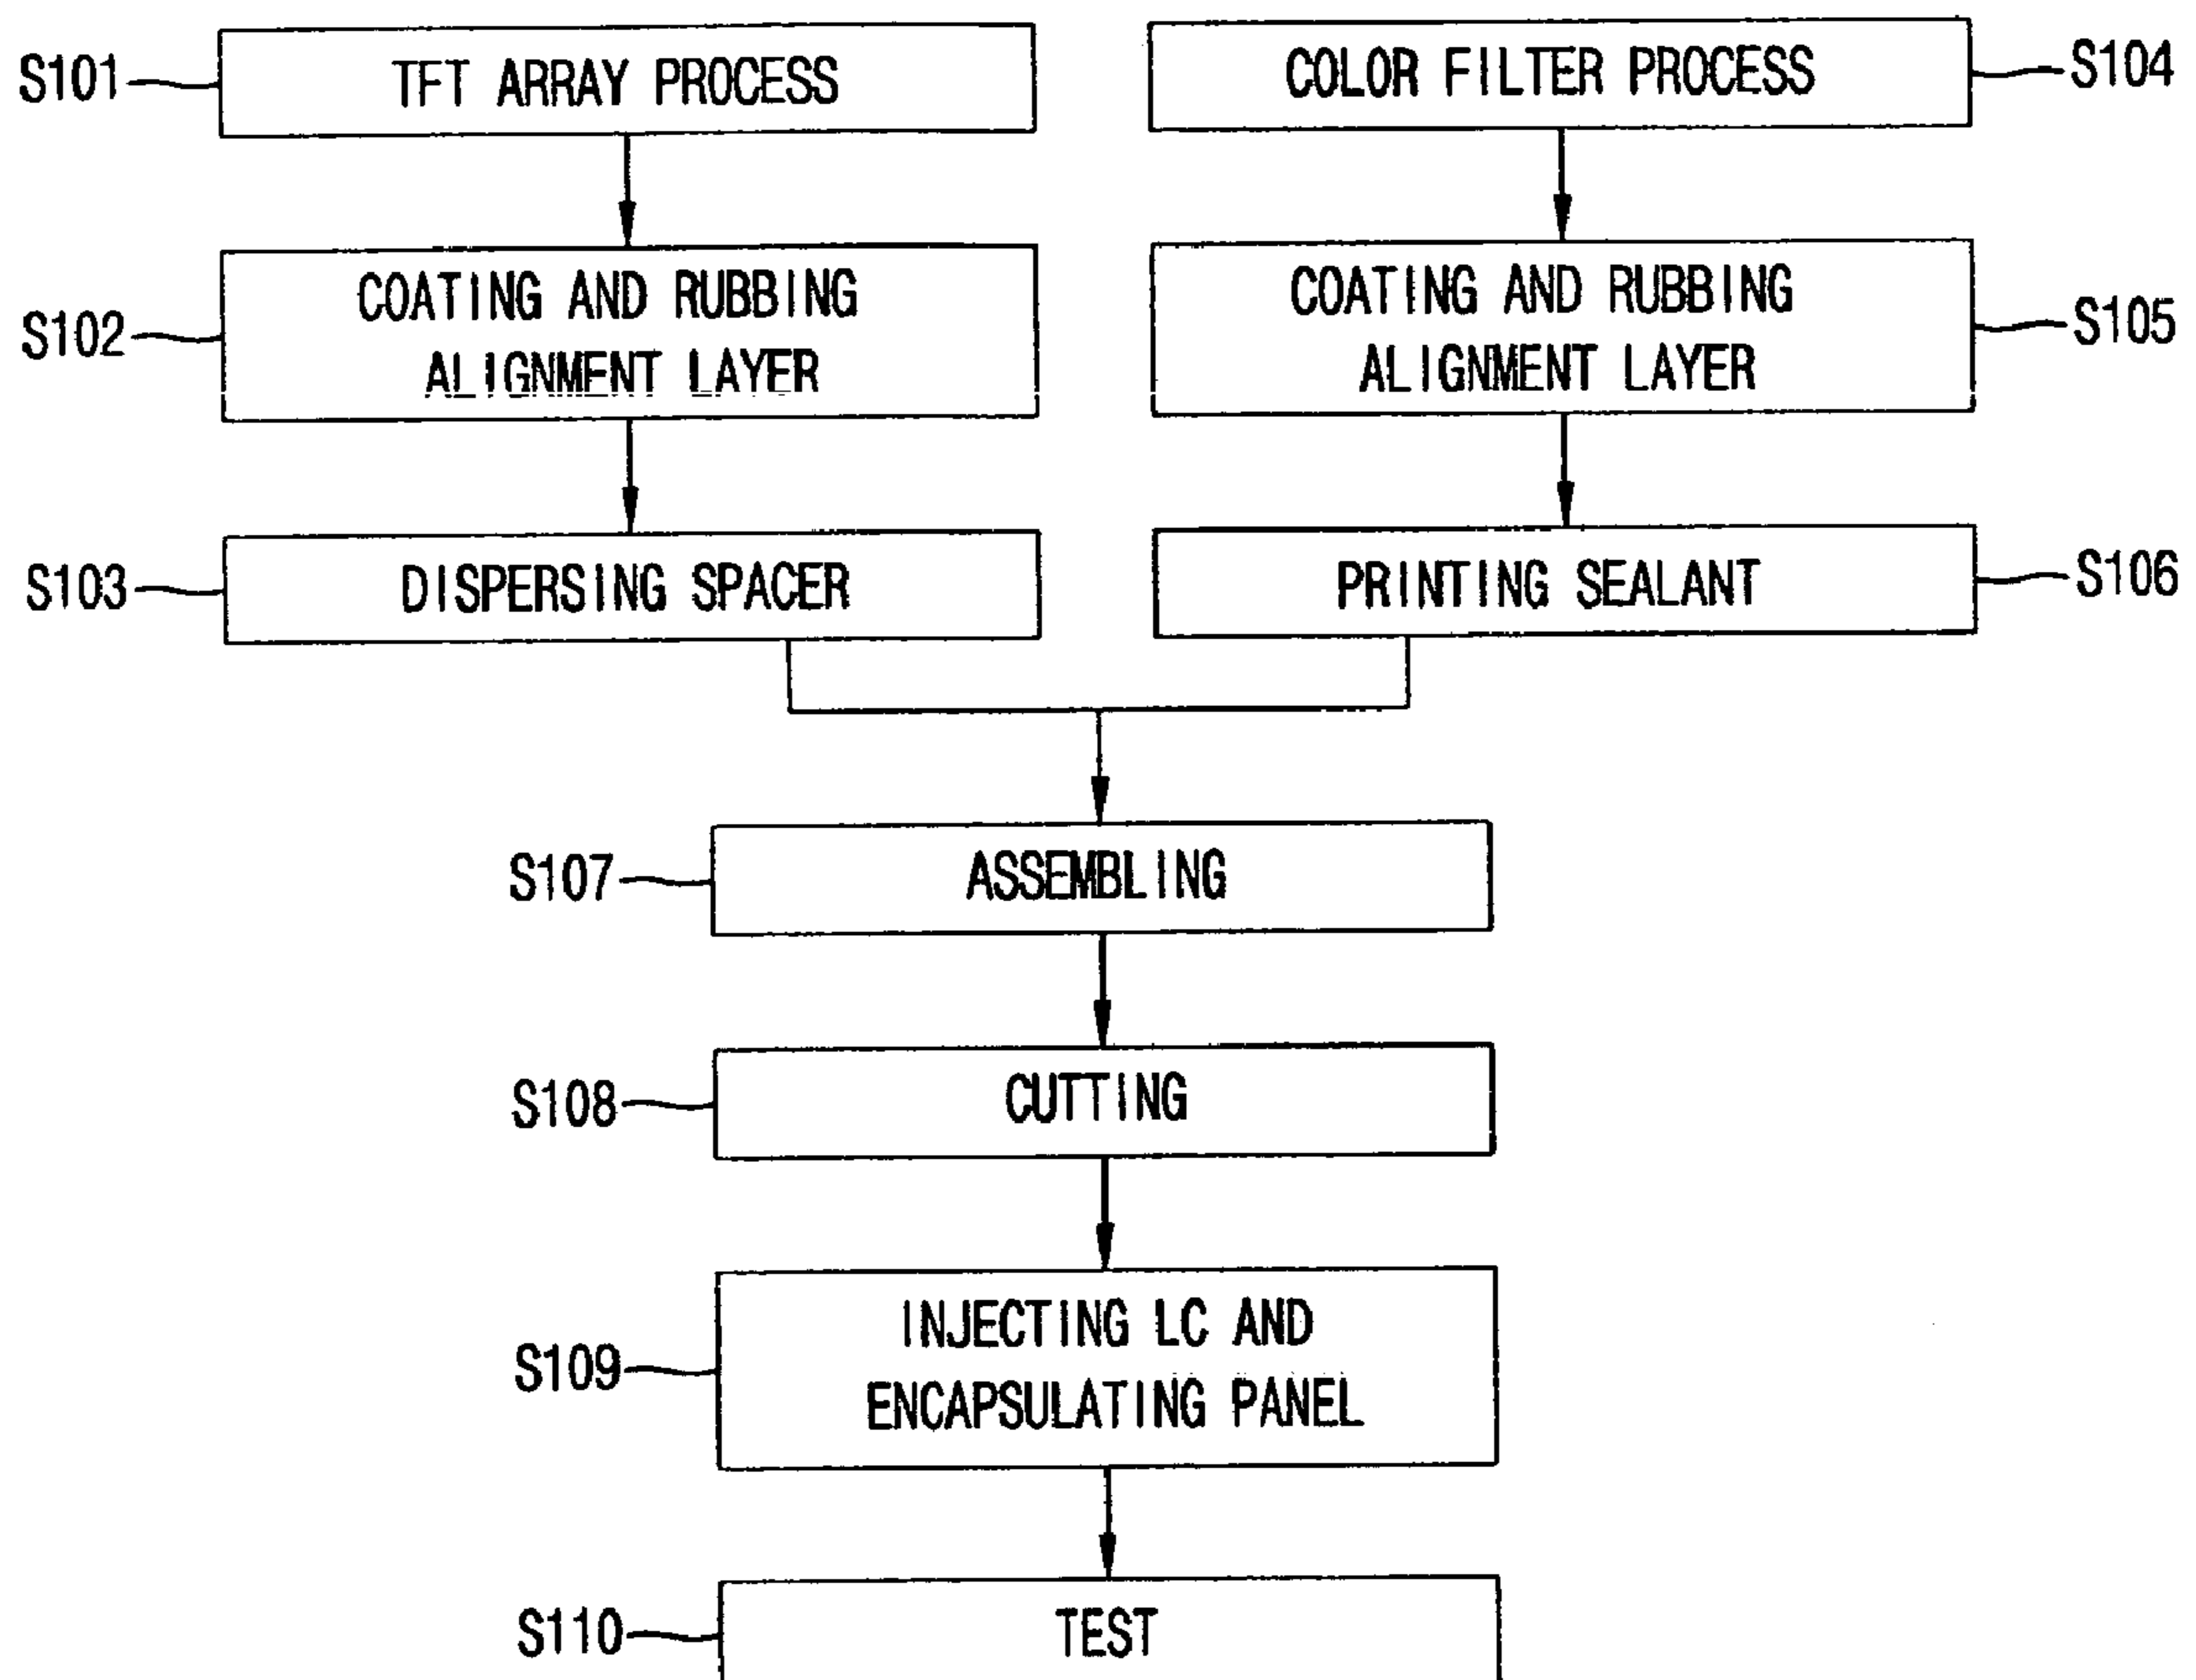 S101
TFT ARRAY PROCESS
COLOR FILTER PROCESS
S104
S102
COATING AND RUBBING
ALIGNMENT LAYER
COATING AND RUBBING
ALIGNMENT LAYER
S105
S103
DISPERSING SPACER
PRINTING SEALANT
S106
S107
ASSEMBLING
S108
CUTTING
S109
INJECTING LC AND
ENCAPSULATING PANEL
S110
TEST